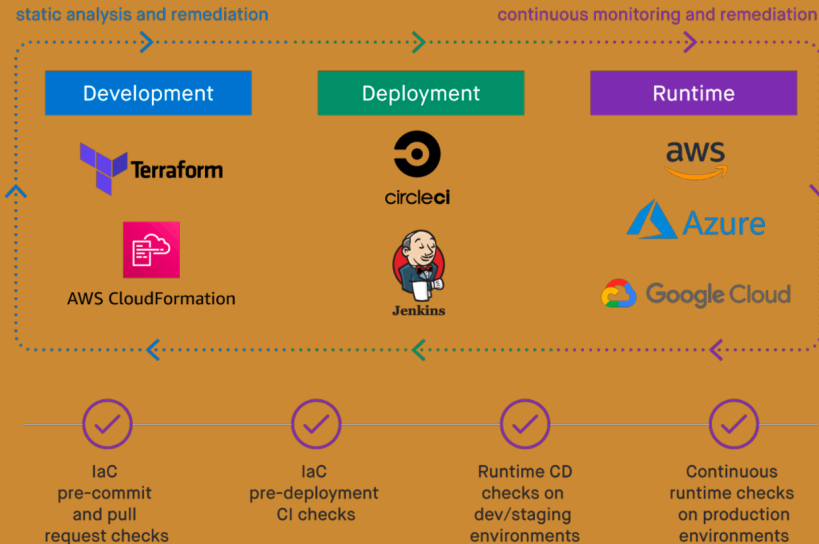 static analysis and remediation
continuous monitoring and remediation
Development
Deployment
Runtime
Terraform
circleci
aws
Azure
AWS CloudFormation
Jenkins
Google Cloud
IaC
pre-commit
and pull
request checks
IaC
pre-deployment
CI checks
Runtime CD
checks on
dev/staging
environments
Continuous
runtime checks
on production
environments